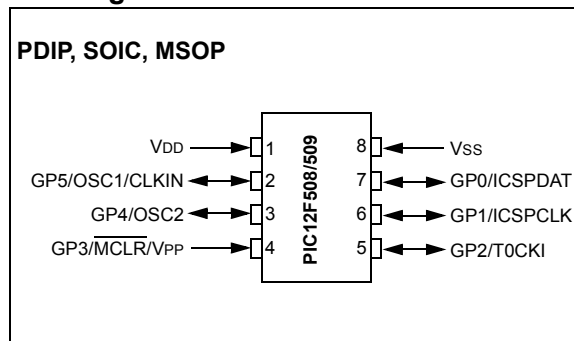 PDIP, SOIC, MSOP
VDD 1 8 VSS
GP5/OSC1/CLKIN 2 7 GP0/ICSPDAT
GP4/OSC2 3 6 GP1/ICSPCLK
GP3/MCLR/VPP 4 5 GP2/T0CKI
PIC12F508/509